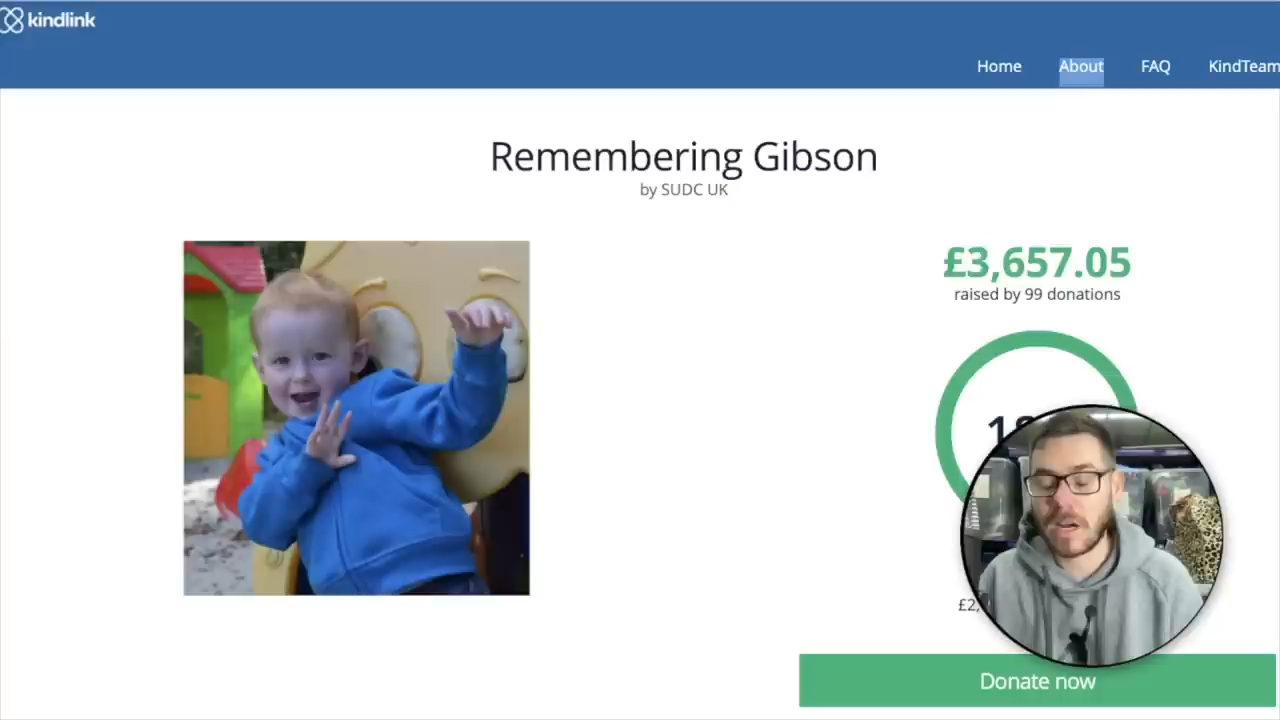 kindlink
Home About FAQ KindTeam
Remembering Gibson
by SUDC UK
£3,657.05
raised by 99 donations
Donate now